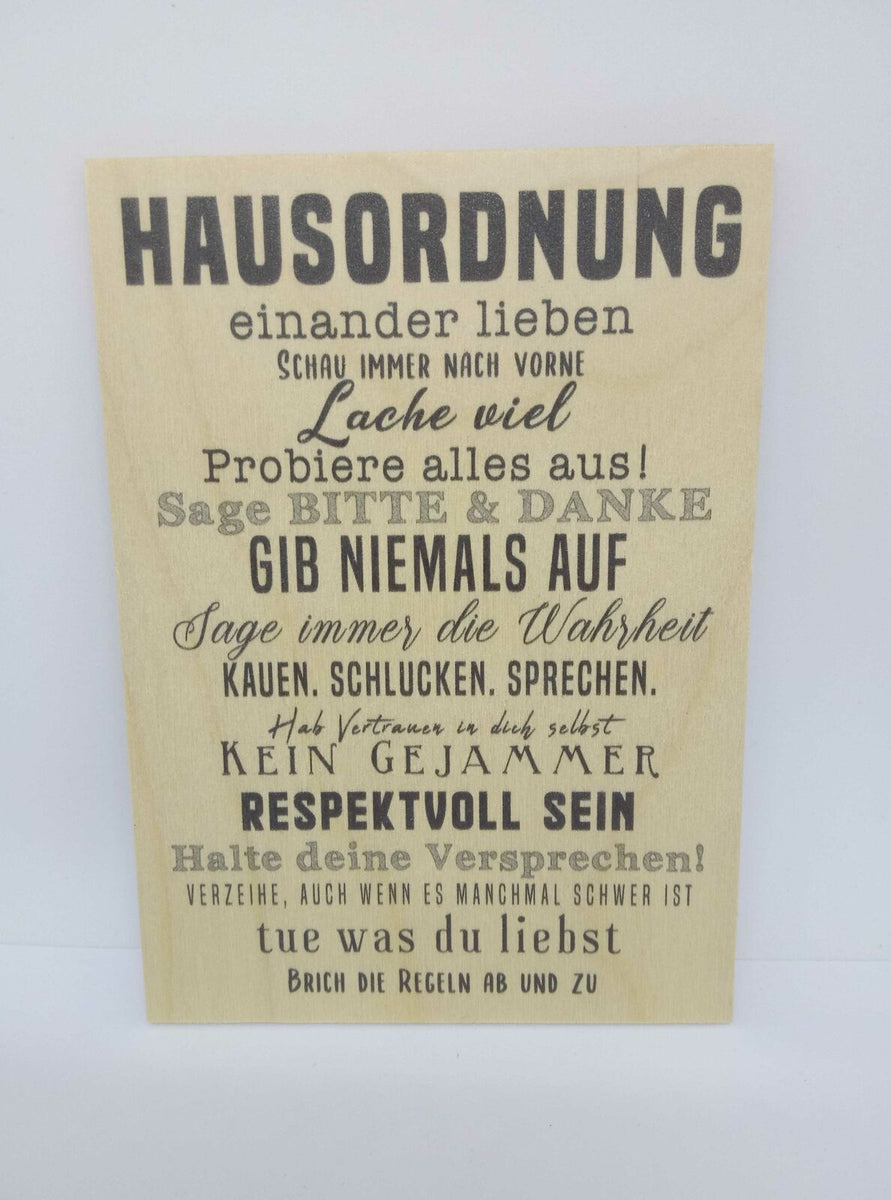 HAUSORDNUNG
einander lieben
SCHAU IMMER NACH VORNE
Lache viel
Probiere alles aus!
Sage BITTE & DANKE
GIB NIEMALS AUF
Sage immer die Wahrheit
KAUEN. SCHLUCKEN. SPRECHEN.
Hab Vertrauen in dich selbst
KEIN GEJAMMER
RESPEKTVOLL SEIN
Halte deine Versprechen!
VERZEIHE, AUCH WENN ES MANCHMAL SCHWER IST
tue was du liebst
BRICH DIE REGELN AB UND ZU